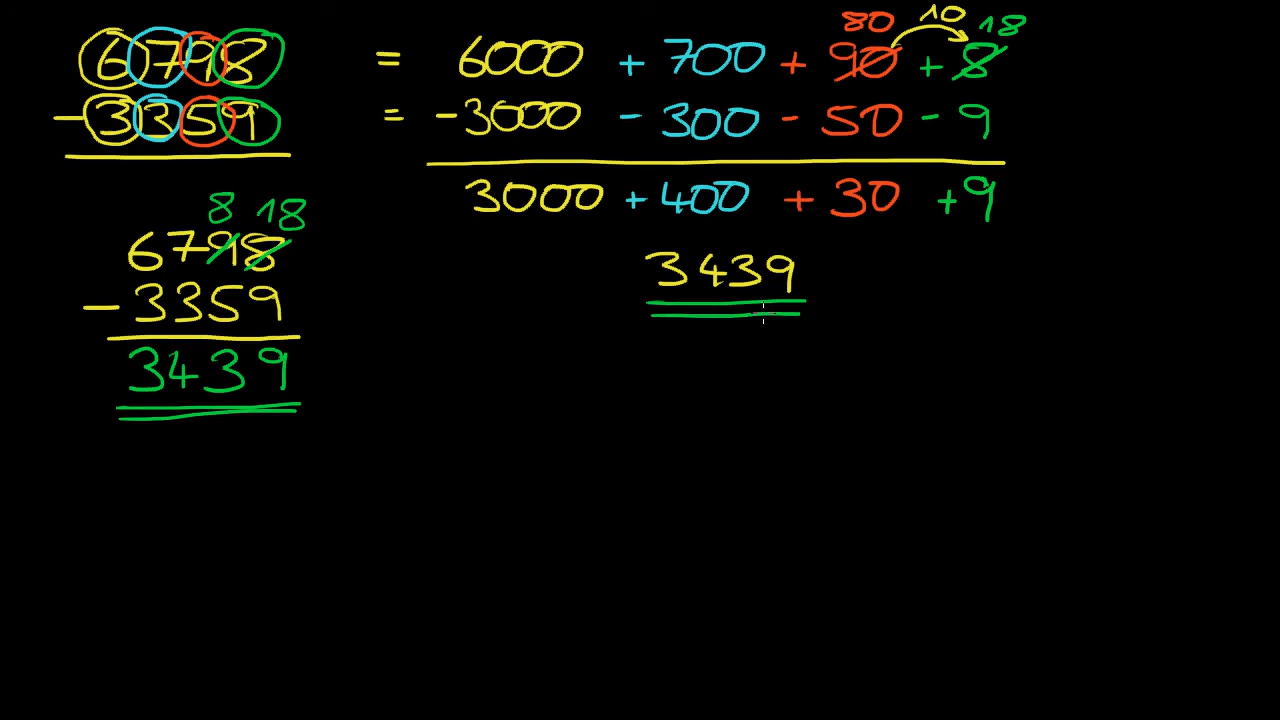 80 10 18
6798 = 6000 + 700 + 90 + 8
-3359 = -3000 - 300 - 50 - 9
3000 + 400 + 30 + 9
3439
8 18
6798
-3359
3439